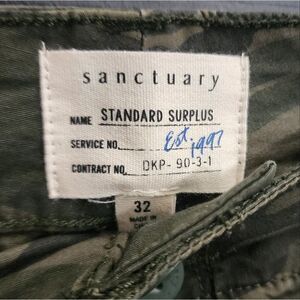 sanctuary
NAME STANDARD SURPLUS
SERVICE NO. Est. 1997
CONTRACT NO. DKP-90-3-1
32
MADE IN